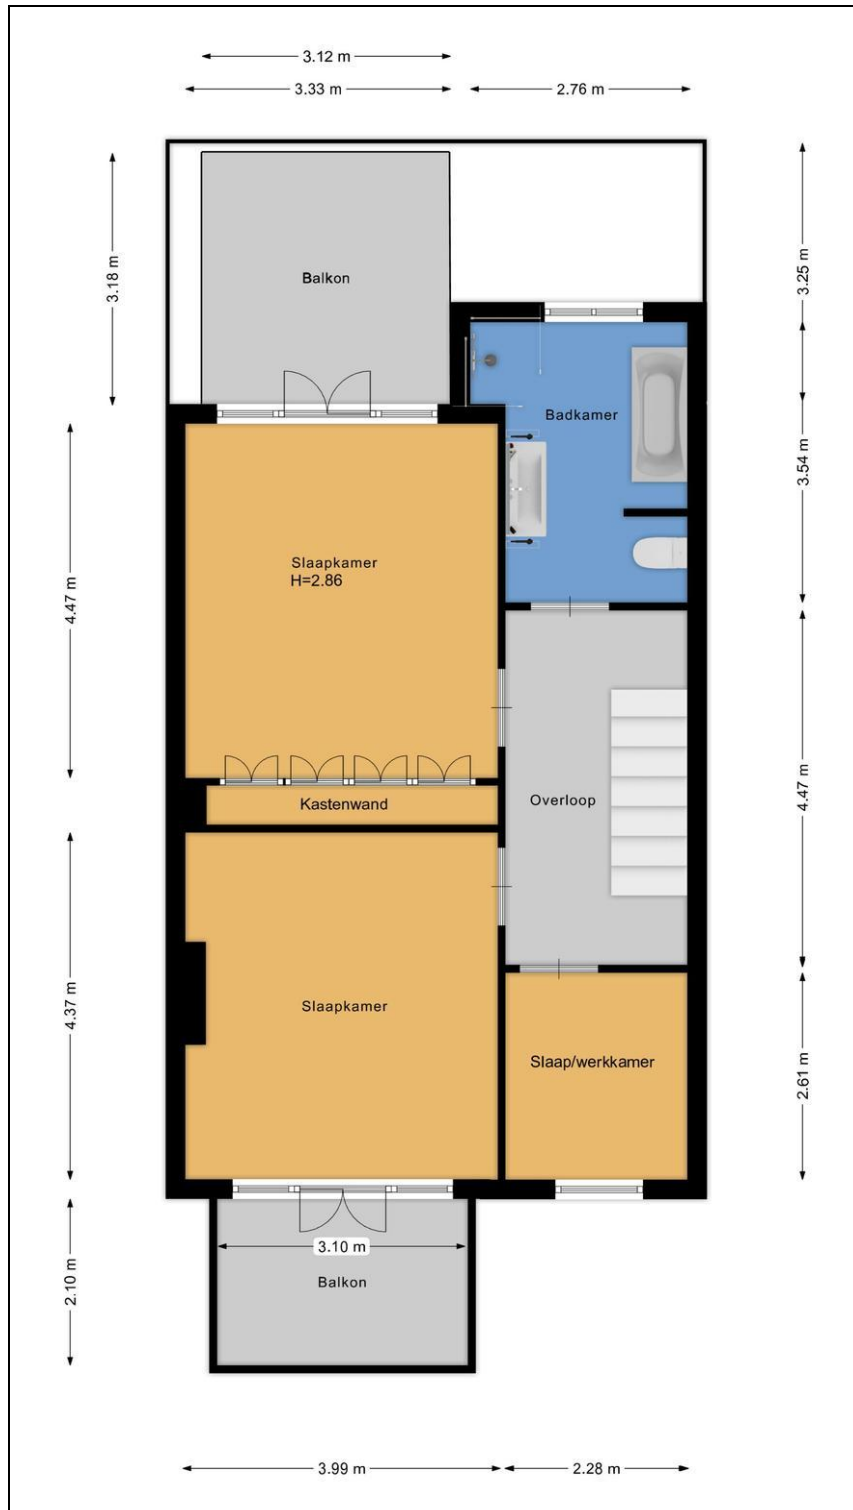 3.12 m
3.33 m
2.76 m
3.18 m
3.25 m
Balkon
Badkamer
3.54 m
Slaapkamer
H=2.86
4.47 m
Kastenwand
Overloop
4.47 m
Slaapkamer
4.37 m
Slaap/werkkamer
2.61 m
3.10 m
Balkon
2.10 m
3.99 m
2.28 m